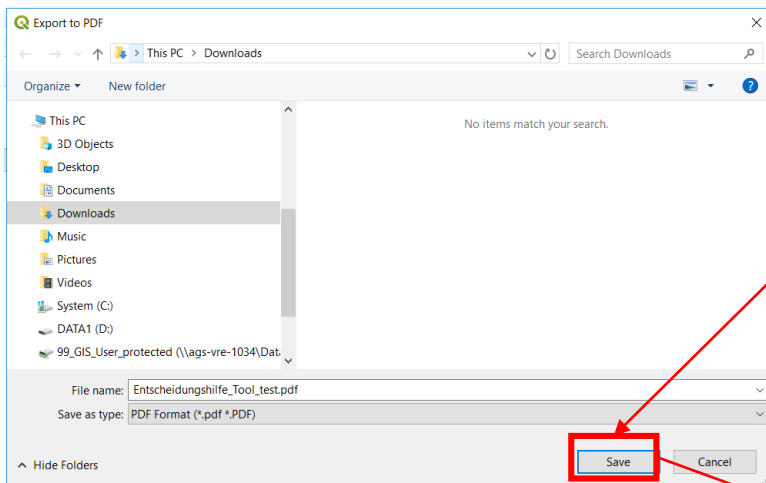 Export to PDF
This PC > Downloads
Search Downloads
Organize
New folder
This PC
3D Objects
Desktop
Documents
Downloads
Music
Pictures
Videos
System (C:)
DATA1 (D:)
99_GIS_User_protected (\\ags-vre-1034\Dat
No items match your search.
File name: Entscheidungshilfe_Tool_test.pdf
Save as type: PDF Format (*.pdf *.PDF)
Hide Folders
Save
Cancel